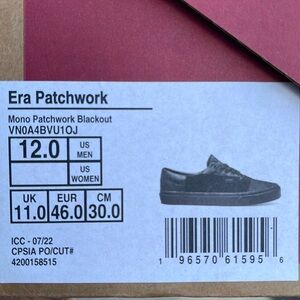 Era Patchwork
Mono Patchwork Blackout
VN0A4BVU1OJ
12.0 US MEN
US WOMEN
UK EUR CM
11.0 46.0 30.0
ICC - 07/22
CPSIA PO/CUT#
4200158515
1 96570 61595 6